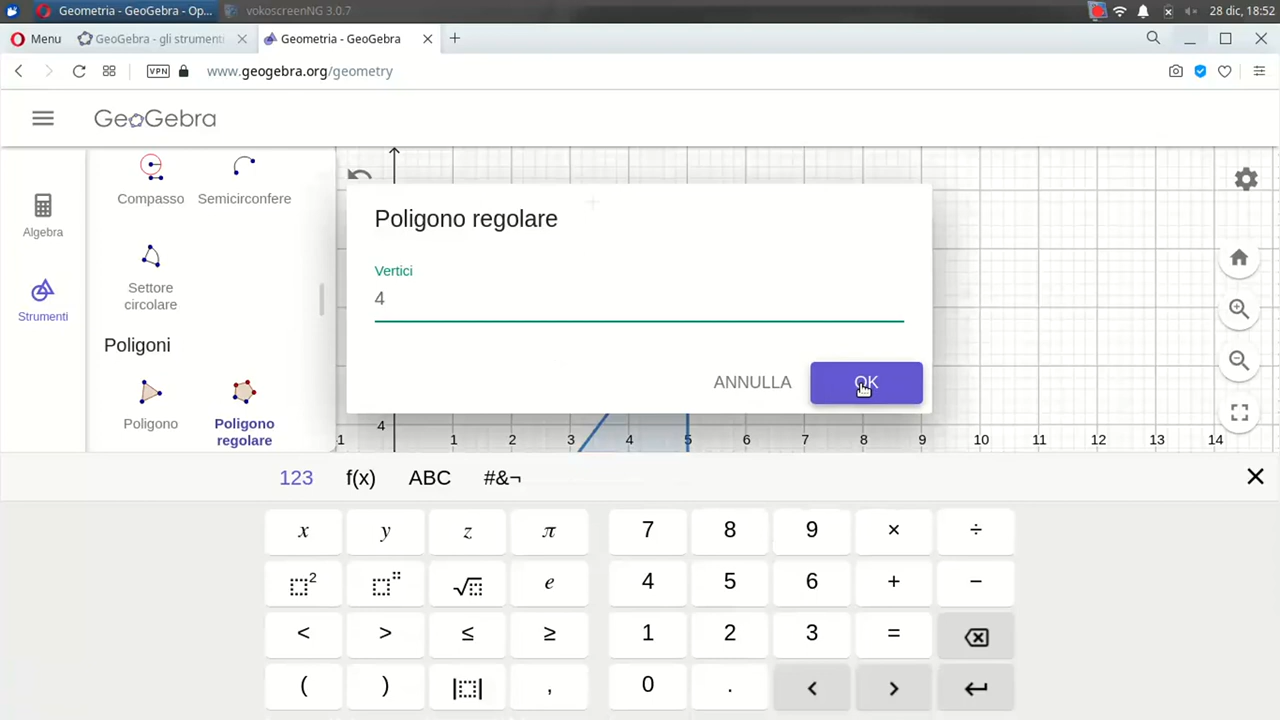 Geometria - GeoGebra - Op...
vokoscreenNG 3.0.7
28 dic, 18:52
Menu
GeoGebra - gli strumenti
Geometria - GeoGebra
VPN
www.geogebra.org/geometry
GeoGebra
Compasso
Semicirconfere
Algebra
Settore
circolare
Strumenti
Poligoni
Poligono
Poligono
regolare
Poligono regolare
Vertici
4
ANNULLA
OK
4
-1 1 2 3 4 5 6 7 8 9 10 11 12 13 14
123 f(x) ABC #&¬
x y z π 7 8 9 × ÷
2 √ e 4 5 6 + −
< > ≤ ≥ 1 2 3 =
( ) | | , 0 . < >